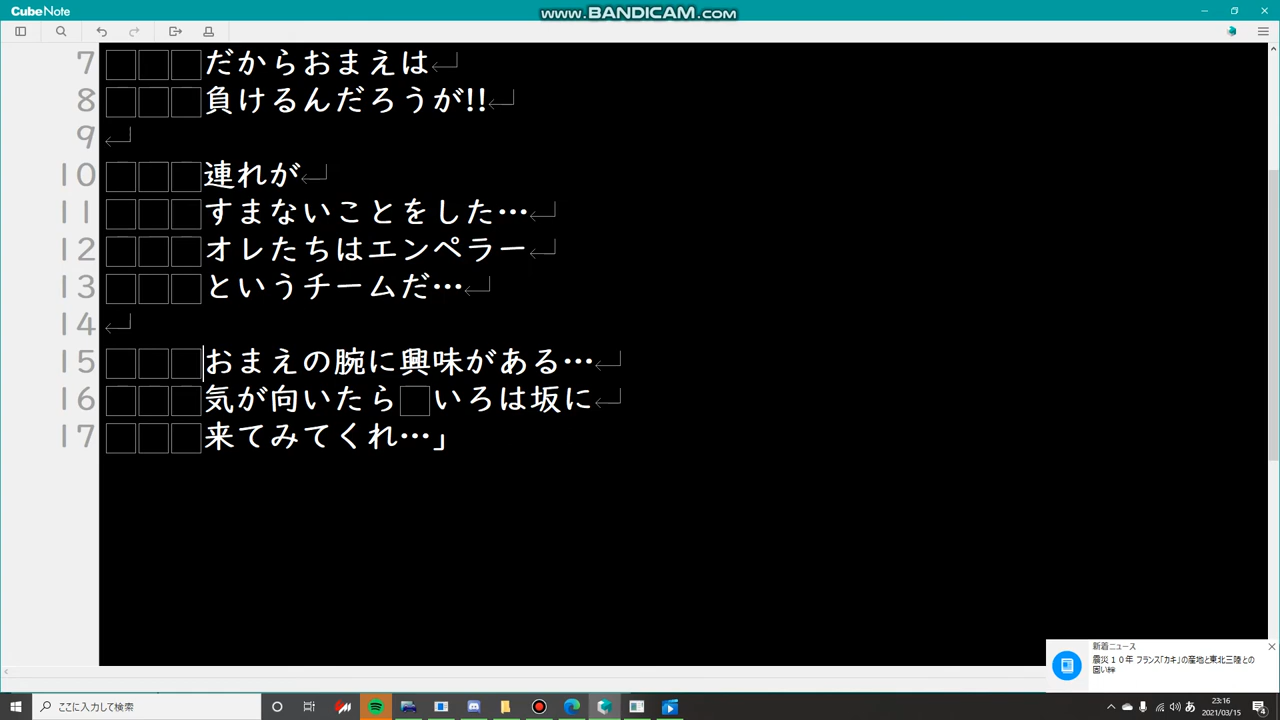 CubeNote
www.BANDICAM.com
7 だからおまえは
8 負けるんだろうが!!
9
10 連れが
11 すまないことをした…
12 オレたちはエンペラー
13 というチームだ…
14
15 おまえの腕に興味がある…
16 気が向いたら□いろは坂に
17 来てみてくれ…」
新着ニュース
震災１０年 フランス「カキ」の産地と東北三陸との
固い絆
ここに入力して検索
あ
23:16
2021/03/15
4